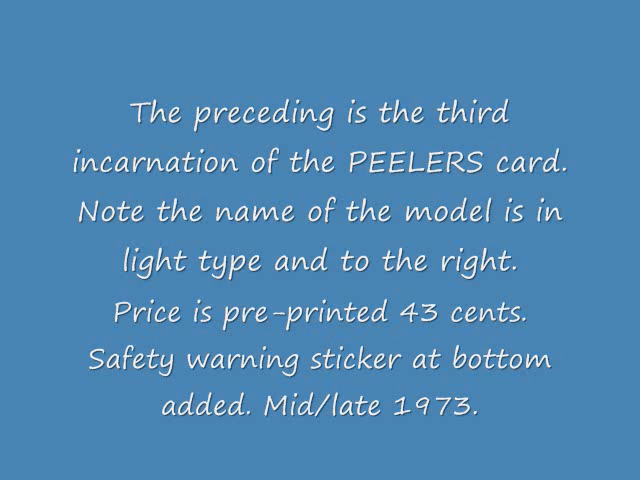 The preceding is the third
incarnation of the PEELERS card.
Note the name of the model is in
light type and to the right.
Price is pre-printed 43 cents.
Safety warning sticker at bottom
added. Mid/late 1973.